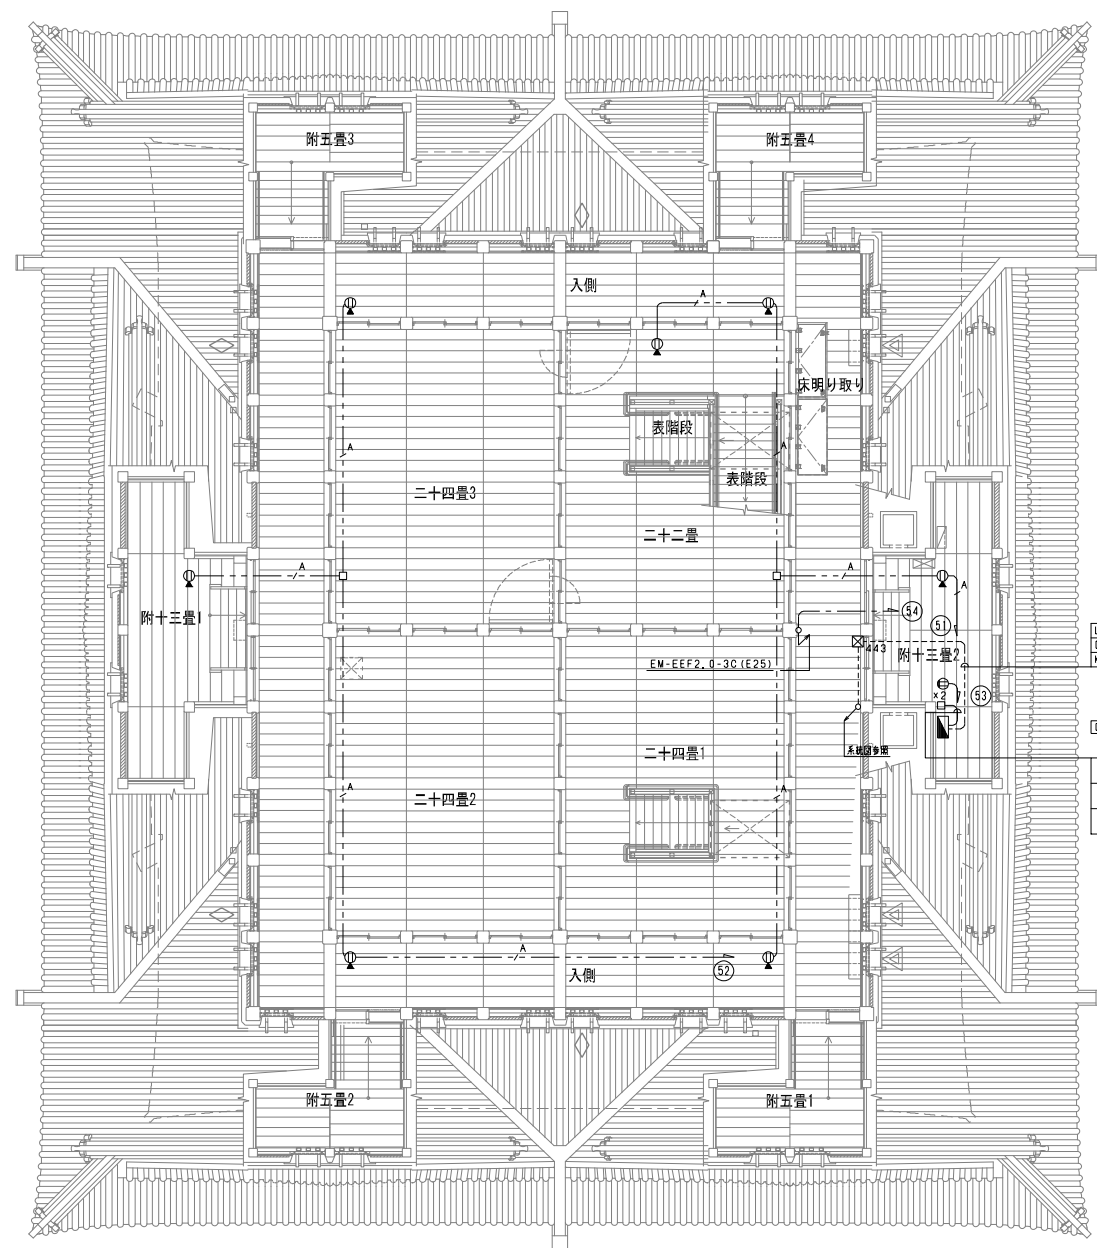 附五畳3
附五畳4
入側
A
床明り取り
表階段
A
A
表階段
二十四畳3
二十二畳
A
A
A
附十三畳1
54
51
443
附十三畳2
EM-EEF2.0-3C(E25)
×2
53
系統図参照
二十四畳1
A
A
二十四畳2
A
52
入側
附五畳2
附五畳1